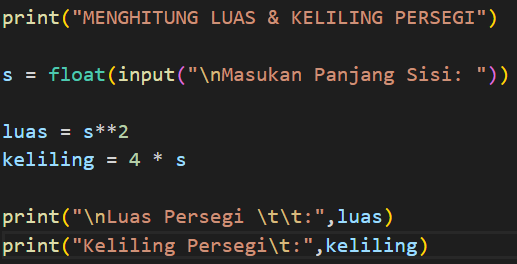 print("MENGHITUNG LUAS & KELILING PERSEGI")
s = float(input("\nMasukan Panjang Sisi: "))
luas = s**2
keliling = 4 * s
print("\nLuas Persegi \t\t:",luas)
print("Keliling Persegi\t:",keliling)